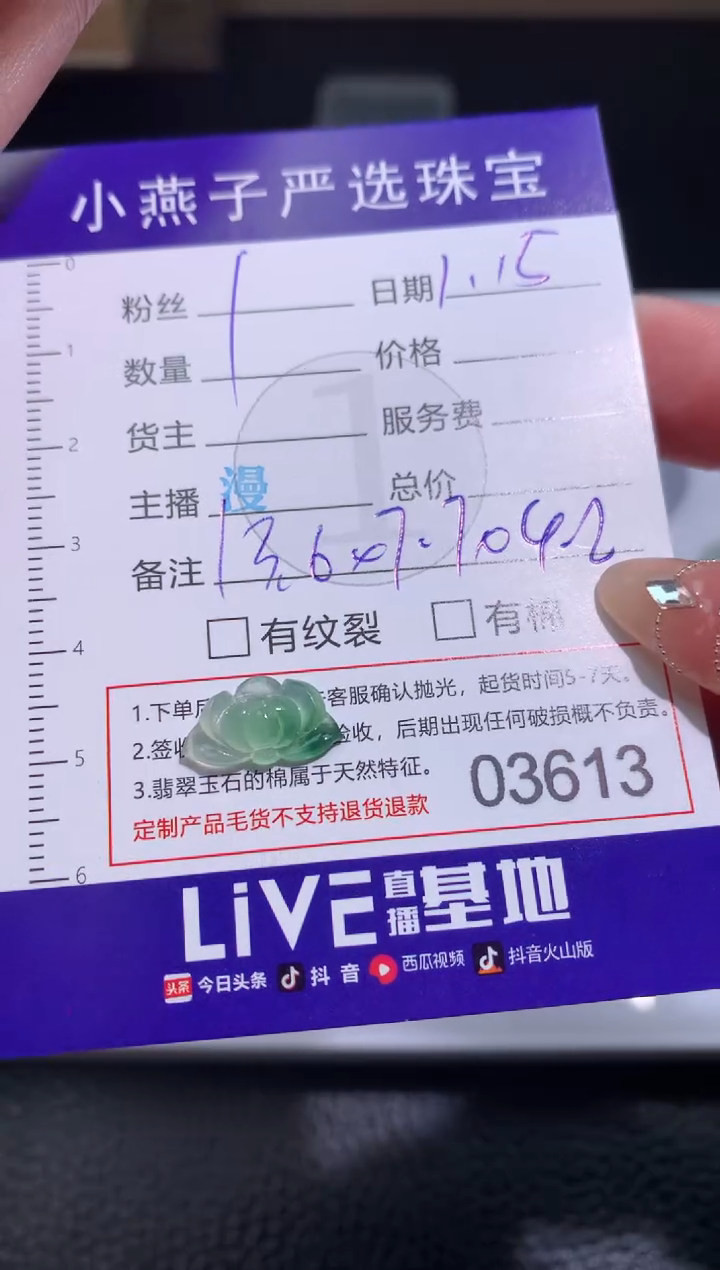 小燕子严选珠宝
粉丝 日期 1.15
数量 价格
货主 服务费
主播 漫 总价
备注
有纹裂 有棉
0
1
2
3
4
5
6
1.下单后 客服确认抛光，起货时间5-7天。
2.签收 验收，后期出现任何破损概不负责。
3.翡翠玉石的棉属于天然特征。
定制产品毛货不支持退货退款
03613
LiVE直播基地
头条 今日头条 抖音 西瓜视频 抖音火山版